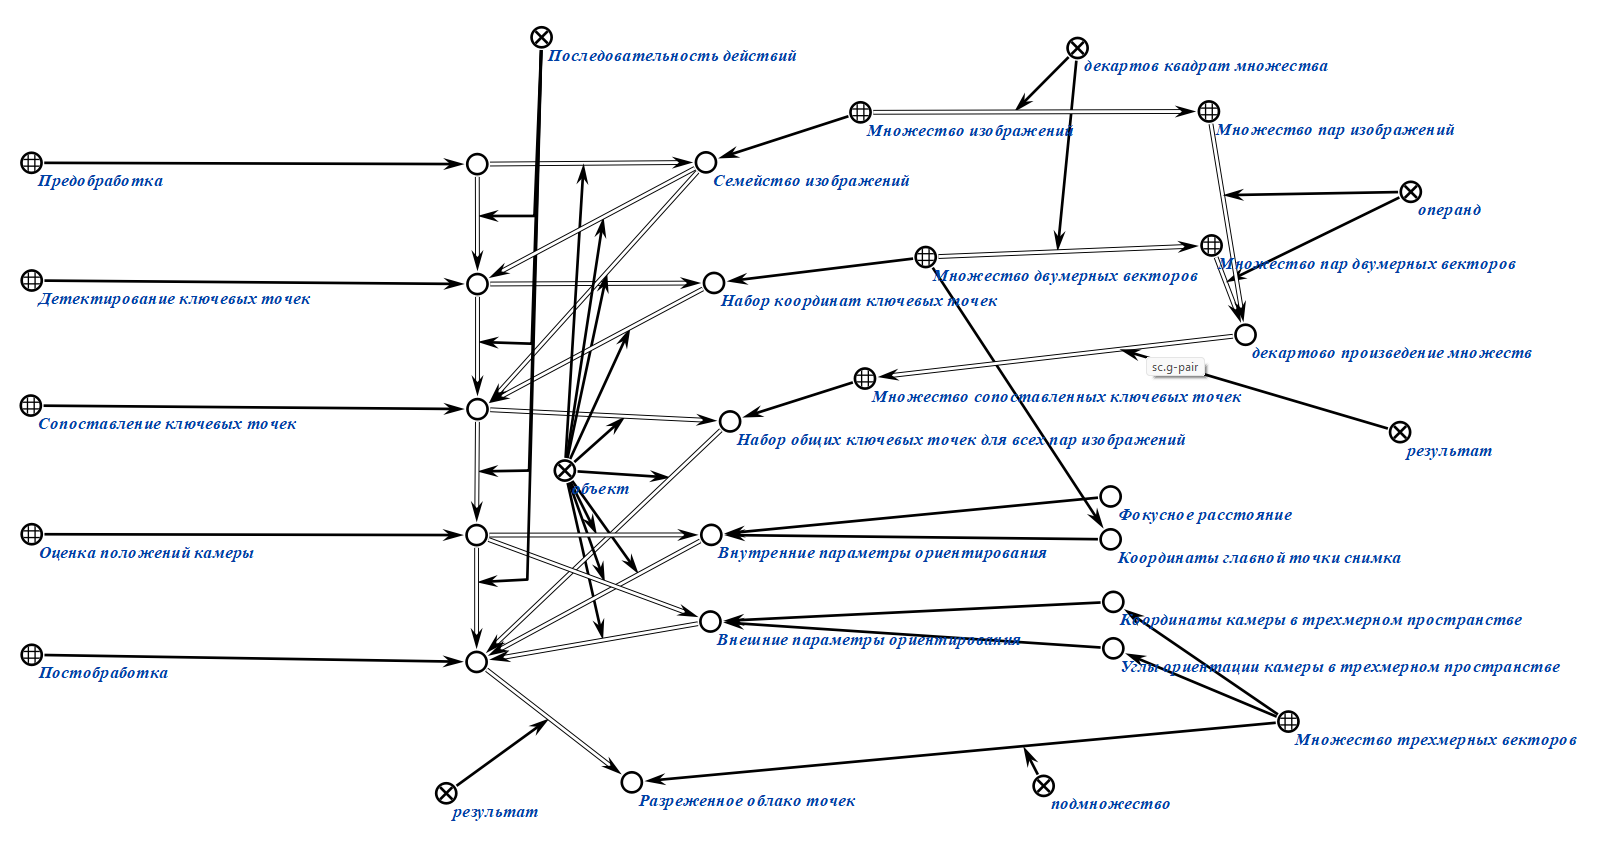 Последовательность действий
декартов квадрат множества
Множество изображений
Множество пар изображений
Предобработка
Семейство изображений
операнд
Множество пар двумерных векторов
Множество двумерных векторов
Детектирование ключевых точек
Набор координат ключевых точек
декартово произведение множеств
sc.g-pair
Множество сопоставленных ключевых точек
Сопоставление ключевых точек
Набор общих ключевых точек для всех пар изображений
результат
объект
Фокусное расстояние
Оценка положений камеры
Внутренние параметры ориентирования
Координаты главной точки снимка
Координаты камеры в трехмерном пространстве
Внешние параметры ориентирования
Углы ориентации камеры в трехмерном пространстве
Постобработка
Множество трехмерных векторов
Разреженное облако точек
подмножество
результат